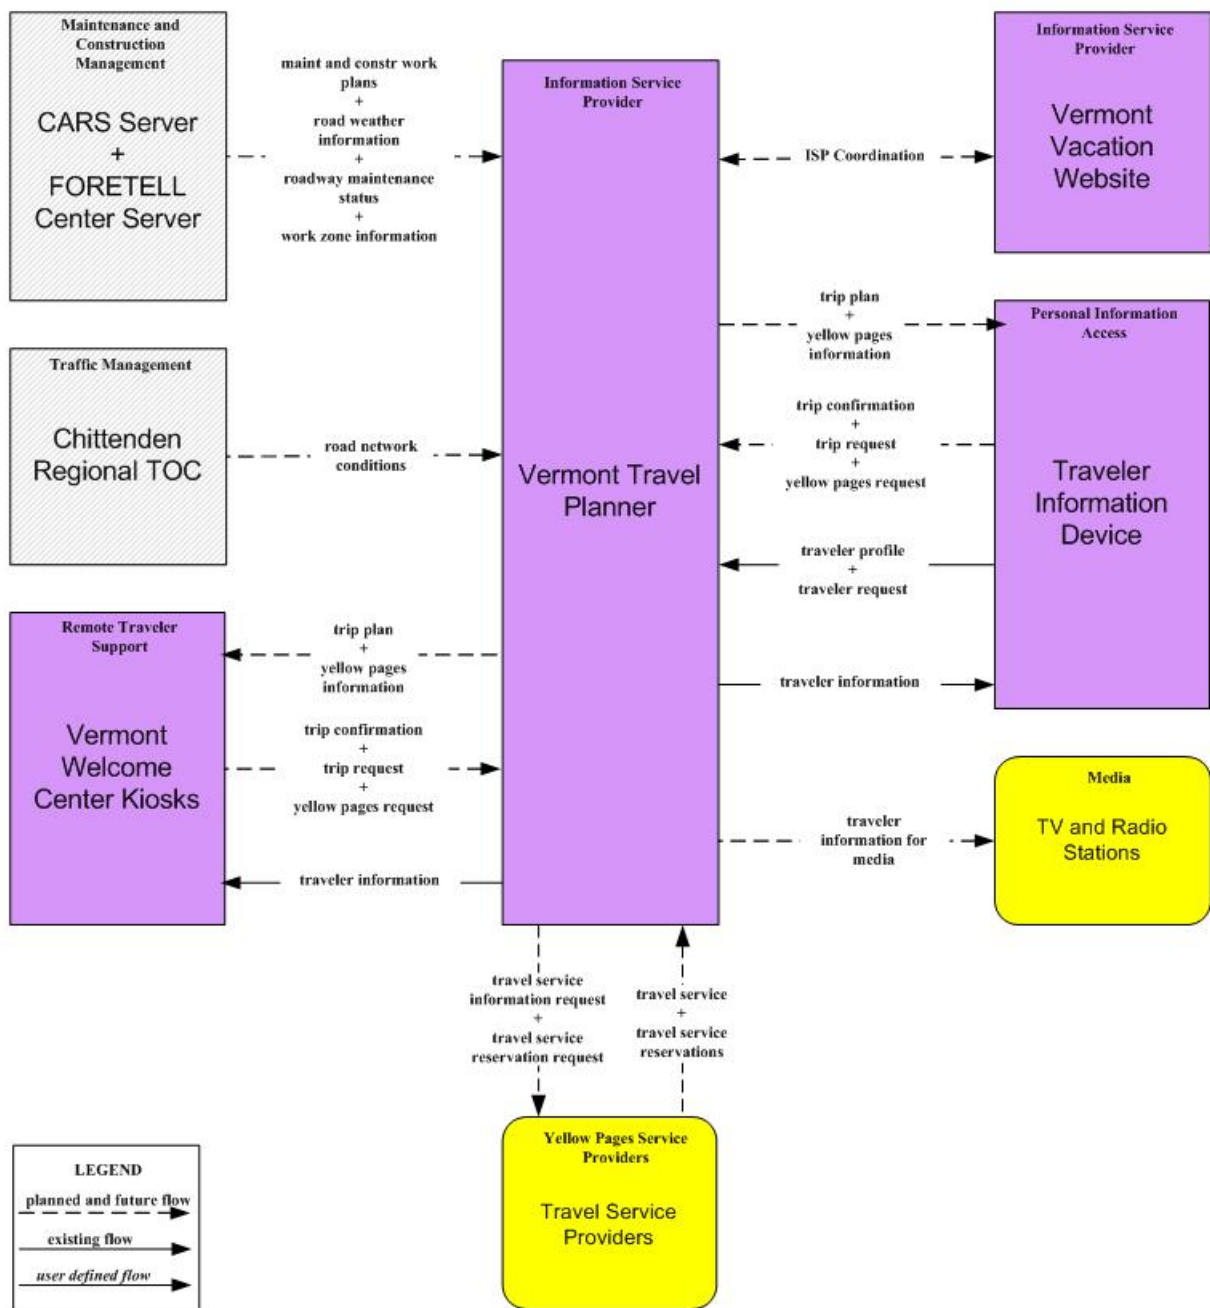 Maintenance and
Construction
Management
CARS Server
+
FORETELL
Center Server
maint and constr work
plans
+
road weather
information
+
roadway maintenance
status
+
work zone information
Information Service
Provider
Vermont Travel
Planner
ISP Coordination
Information Service
Provider
Vermont
Vacation
Website
trip plan
+
yellow pages
information
trip confirmation
+
trip request
+
yellow pages request
traveler profile
+
traveler request
traveler information
Personal Information
Access
Traveler
Information
Device
Traffic Management
Chittenden
Regional TOC
road network
conditions
Remote Traveler
Support
Vermont
Welcome
Center Kiosks
trip plan
+
yellow pages
information
trip confirmation
+
trip request
+
yellow pages request
traveler information
traveler
information for
media
Media
TV and Radio
Stations
travel service
information request
+
travel service
reservation request
travel service
+
travel service
reservations
Yellow Pages Service
Providers
Travel Service
Providers
LEGEND
planned and future flow
existing flow
user defined flow